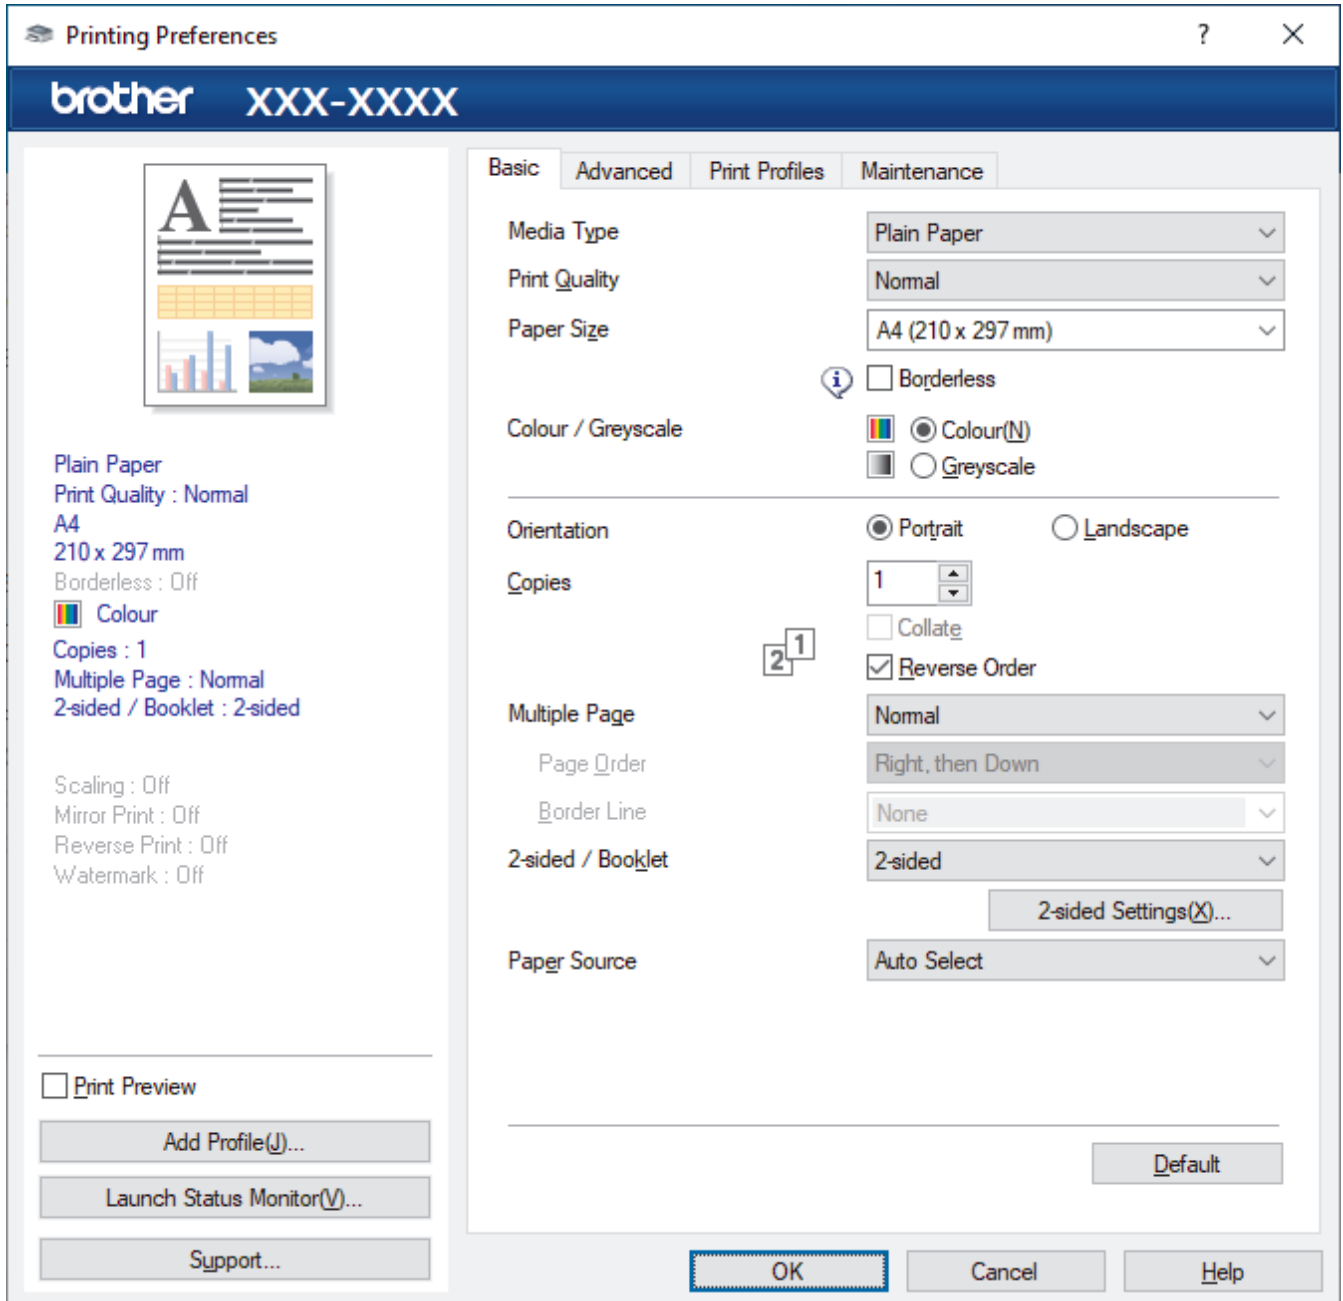 Printing Preferences
? 
brother XXX-XXXX
A
Plain Paper
Print Quality : Normal
A4
210 x 297 mm
Borderless : Off
Colour
Copies : 1
Multiple Page : Normal
2-sided / Booklet : 2-sided
Scaling : Off
Mirror Print : Off
Reverse Print : Off
Watermark : Off
Print Preview
Add Profile(J)...
Launch Status Monitor(V)...
Support...
Basic Advanced Print Profiles Maintenance
Media Type Plain Paper
Print Quality Normal
Paper Size A4 (210 x 297 mm)
Borderless
Colour / Greyscale Colour(N)
Greyscale
Orientation Portrait Landscape
Copies 1
Collate
2 1
Reverse Order
Multiple Page Normal
Page Order Right, then Down
Border Line None
2-sided / Booklet 2-sided
2-sided Settings(X)...
Paper Source Auto Select
Default
OK Cancel Help